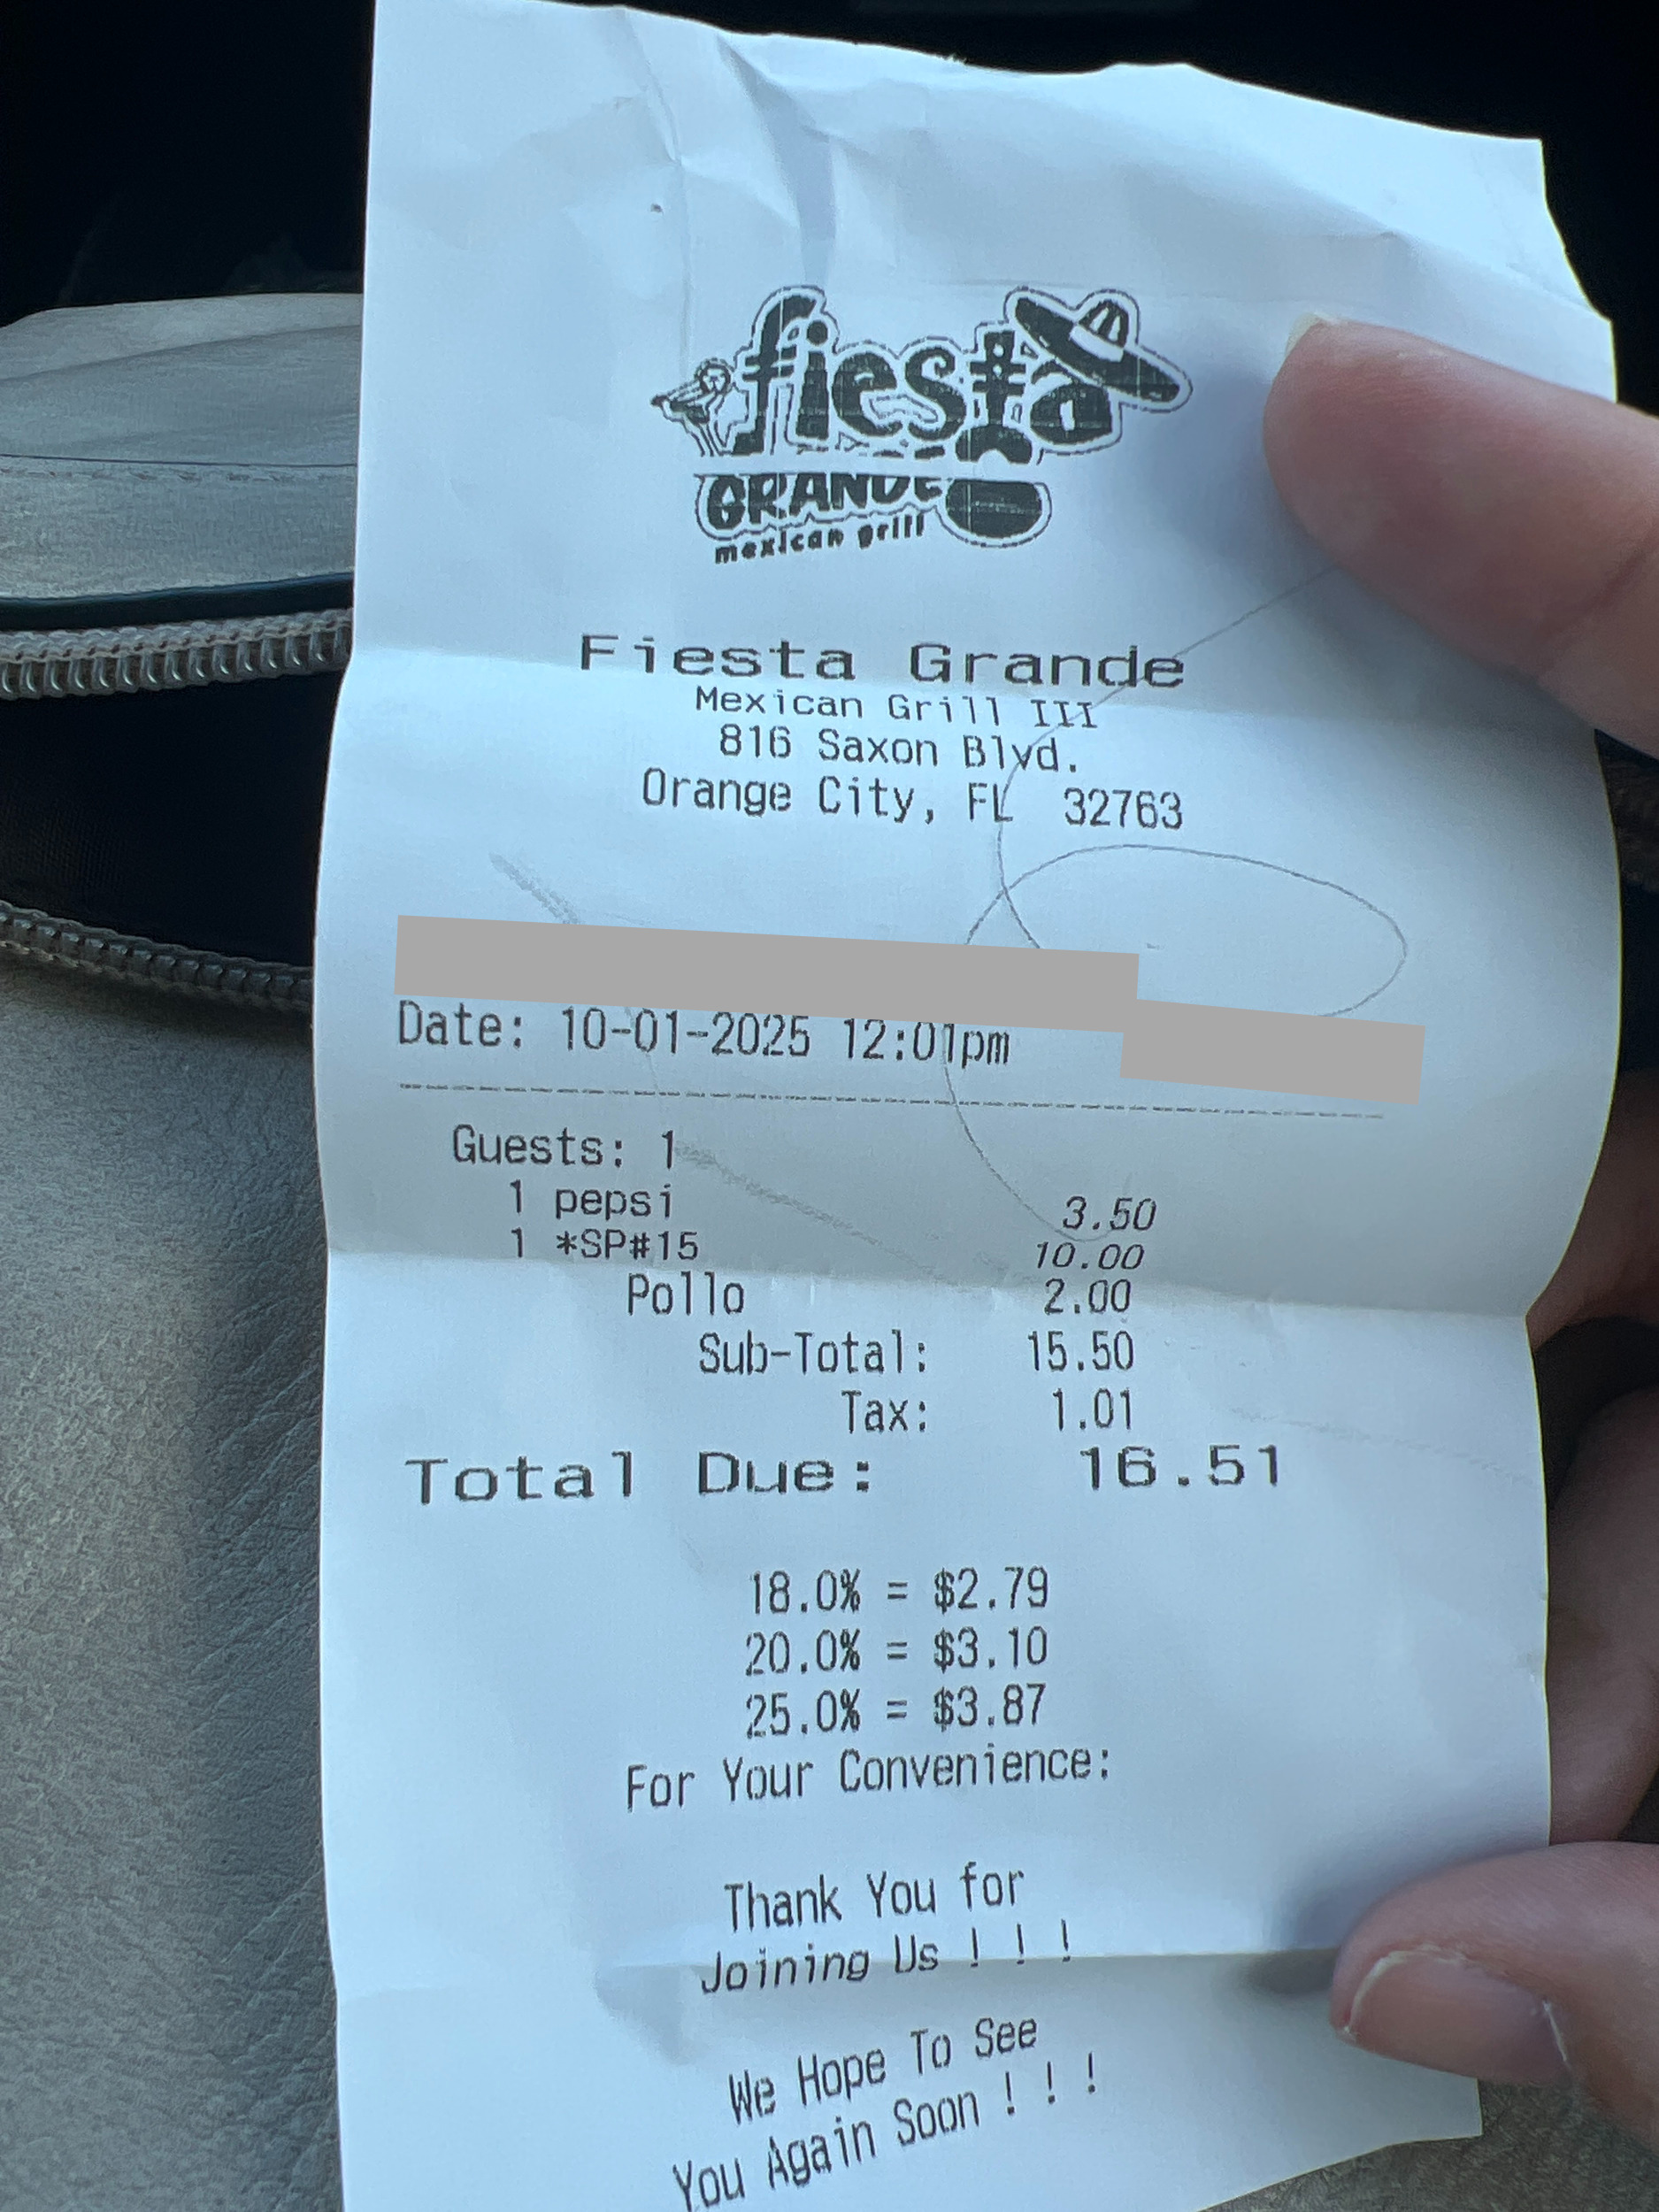 fiesta
GRANDE
mexican grill
Fiesta Grande
Mexican Grill III
816 Saxon Blvd.
Orange City, FL 32763
Date: 10-01-2025 12:01pm
Guests: 1
1 pepsi 3.50
1 *SP#15 10.00
Pollo 2.00
Sub-Total: 15.50
Tax: 1.01
Total Due: 16.51
18.0% = $2.79
20.0% = $3.10
25.0% = $3.87
For Your Convenience:
Thank You for
Joining Us ! ! !
We Hope To See
You Again Soon ! ! !